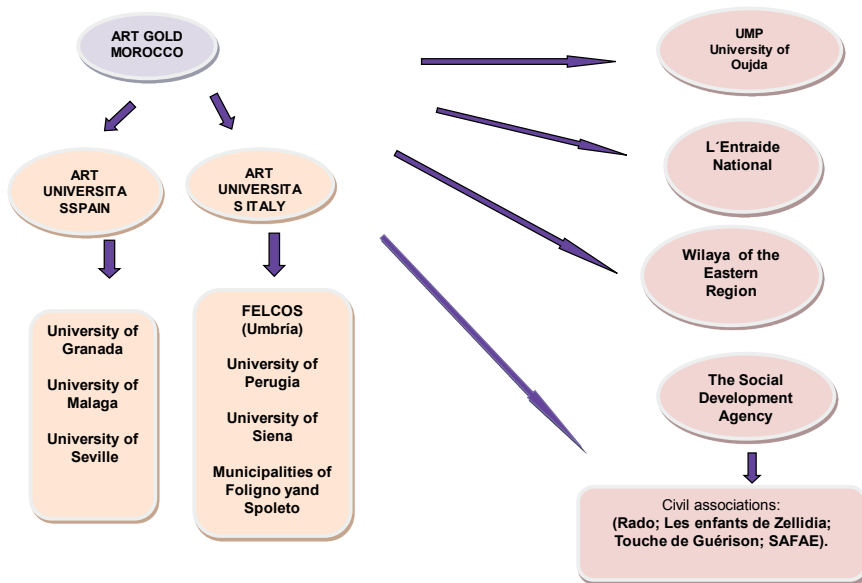 ART GOLD
MOROCCO
ART
UNIVERSITA
SSPAIN
ART
UNIVERSITA
S ITALY
University of
Granada
University of
Malaga
University of
Seville
FELCOS
(Umbría)
University of
Perugia
University of
Siena
Municipalities of
Foligno yand
Spoleto
UMP
University of
Oujda
L´Entraide
National
Wilaya of the
Eastern
Region
The Social
Development
Agency
Civil associations:
(Rado; Les enfants de Zellidia;
Touche de Guérison; SAFAE).